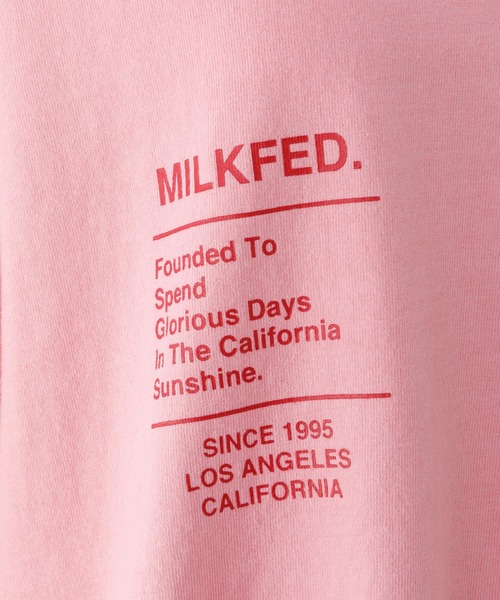 MILKFED.
Founded To
Spend
Glorious Days
In The California
Sunshine.
SINCE 1995
LOS ANGELES
CALIFORNIA